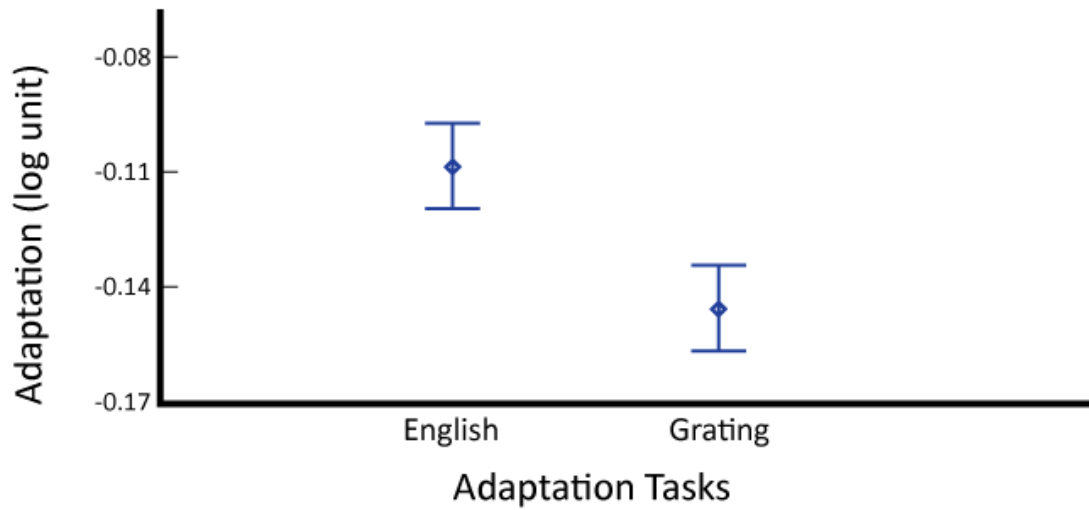 Adaptation (log unit)
-0.08
-0.11
-0.14
-0.17
English
Grating
Adaptation Tasks